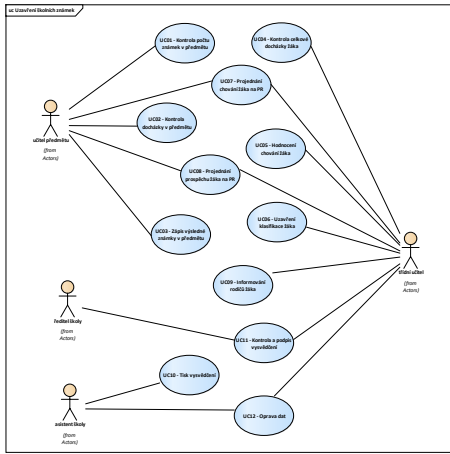 uc Uzavření školních známek
UC01 - Kontrola počtu
známek v předmětu
UC04 - Kontrola celkové
docházky žáka
UC07 - Projednání
chování žáka na PR
učitel předmětu
(from
Actors)
UC02 - Kontrola
docházky v předmětu
UC05 - Hodnocení
chování žáka
UC08 - Projednání
prospěchu žáka na PR
UC03 - Zápis výsledné
známky v předmětu
UC06 - Uzavření
klasifikace žáka
třídní učitel
(from
Actors)
UC09 - Informování
rodičů žáka
ředitel školy
(from
Actors)
UC11 - Kontrola a podpis
vysvědčení
UC10 - Tisk vysvědčení
UC12 - Oprava dat
asistent školy
(from
Actors)